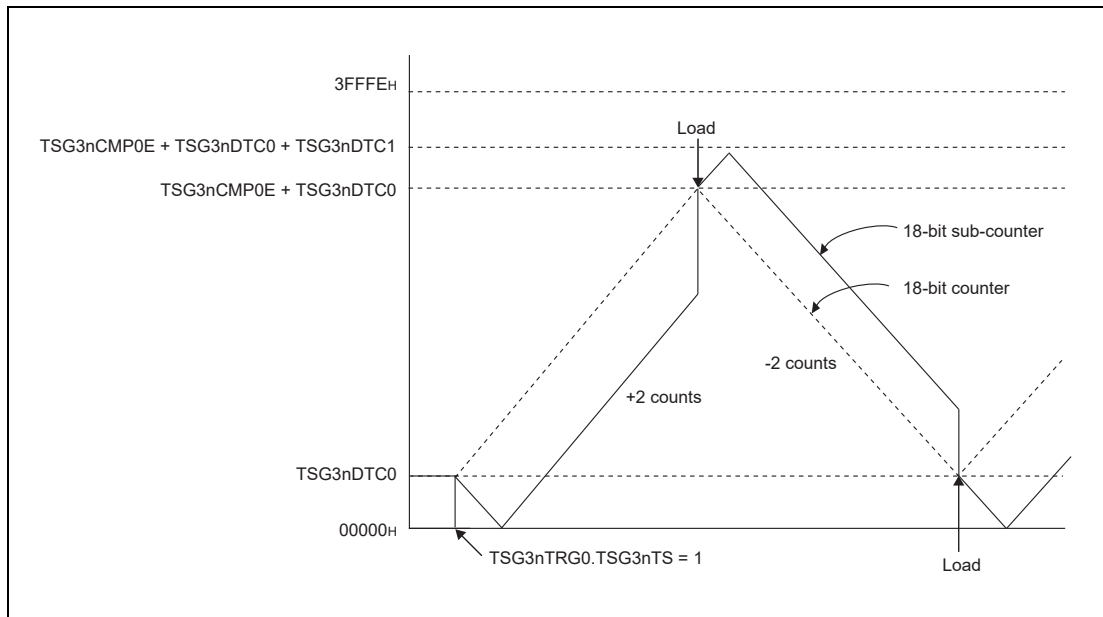 3FFFEH
TSG3nCMP0E + TSG3nDTC0 + TSG3nDTC1
Load
TSG3nCMP0E + TSG3nDTC0
18-bit sub-counter
18-bit counter
-2 counts
+2 counts
TSG3nDTC0
00000H
TSG3nTRG0.TSG3nTS = 1
Load